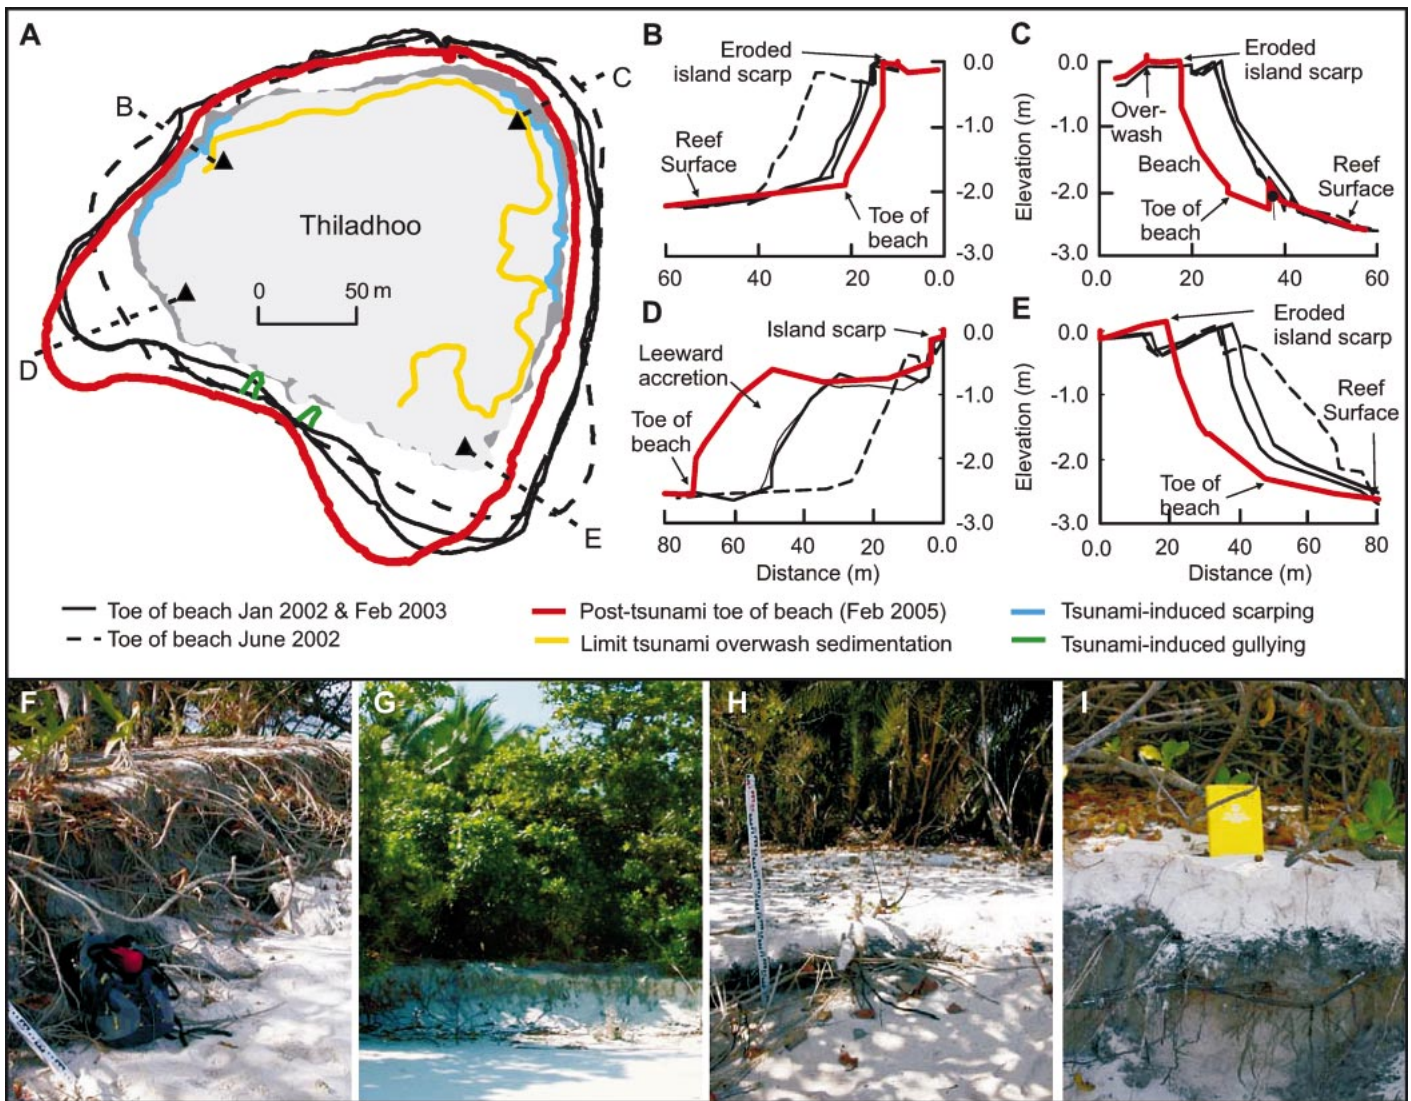 A
B
C
Thiladhoo
0 50 m
D
E
B
Eroded
island scarp
Reef
Surface
Toe of
beach
0.0
-1.0
-2.0
-3.0
60 40 20 0.0
Elevation (m)
C
Eroded
island scarp
Over-
wash
Beach
Toe of
beach
Reef
Surface
0.0
-1.0
-2.0
-3.0
0.0 20 40 60
D
Island scarp
Leeward
accretion
Toe of
beach
0.0
-1.0
-2.0
-3.0
80 60 40 20 0.0
Distance (m)
Elevation (m)
E
Eroded
island scarp
Reef
Surface
Toe of
beach
0.0
-1.0
-2.0
-3.0
0.0 20 40 60 80
Distance (m)
Toe of beach Jan 2002 & Feb 2003
Toe of beach June 2002
Post-tsunami toe of beach (Feb 2005)
Limit tsunami overwash sedimentation
Tsunami-induced scarping
Tsunami-induced gullying
F
G
H
I